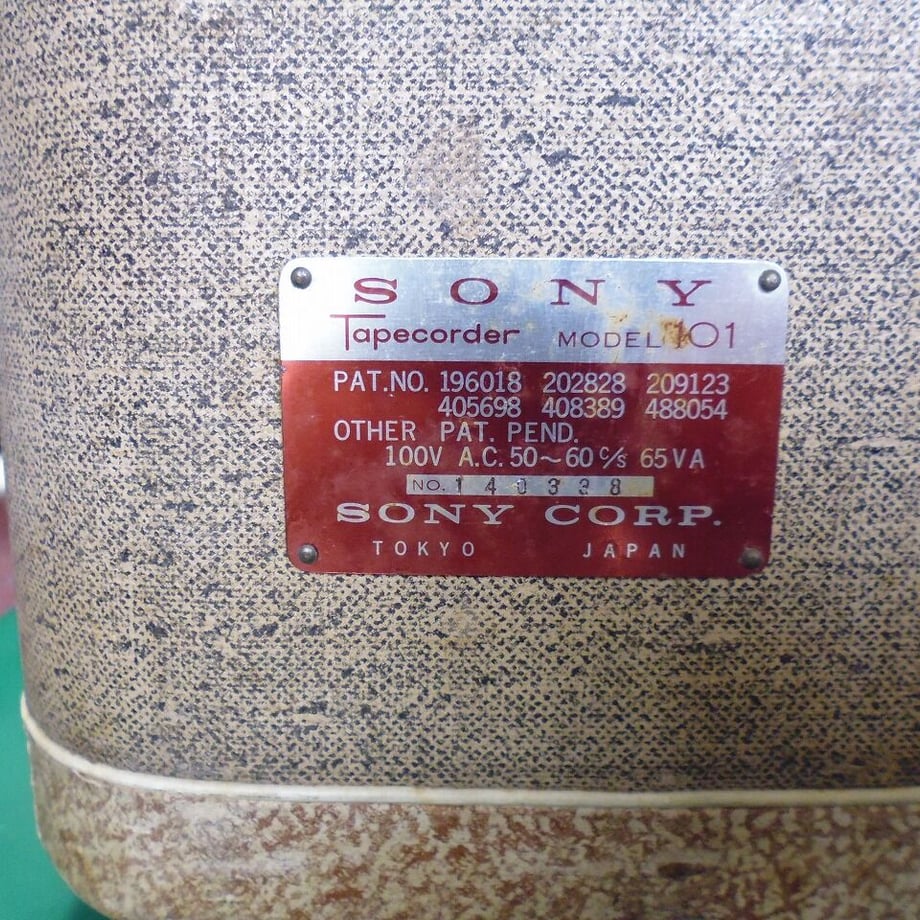 SONY
Tapecorder MODEL 101
PAT.NO. 196018 202828 209123
405698 408389 488054
OTHER PAT. PEND.
100V A.C. 50~60 c/s 65VA
NO. 140338
SONY CORP.
TOKYO JAPAN